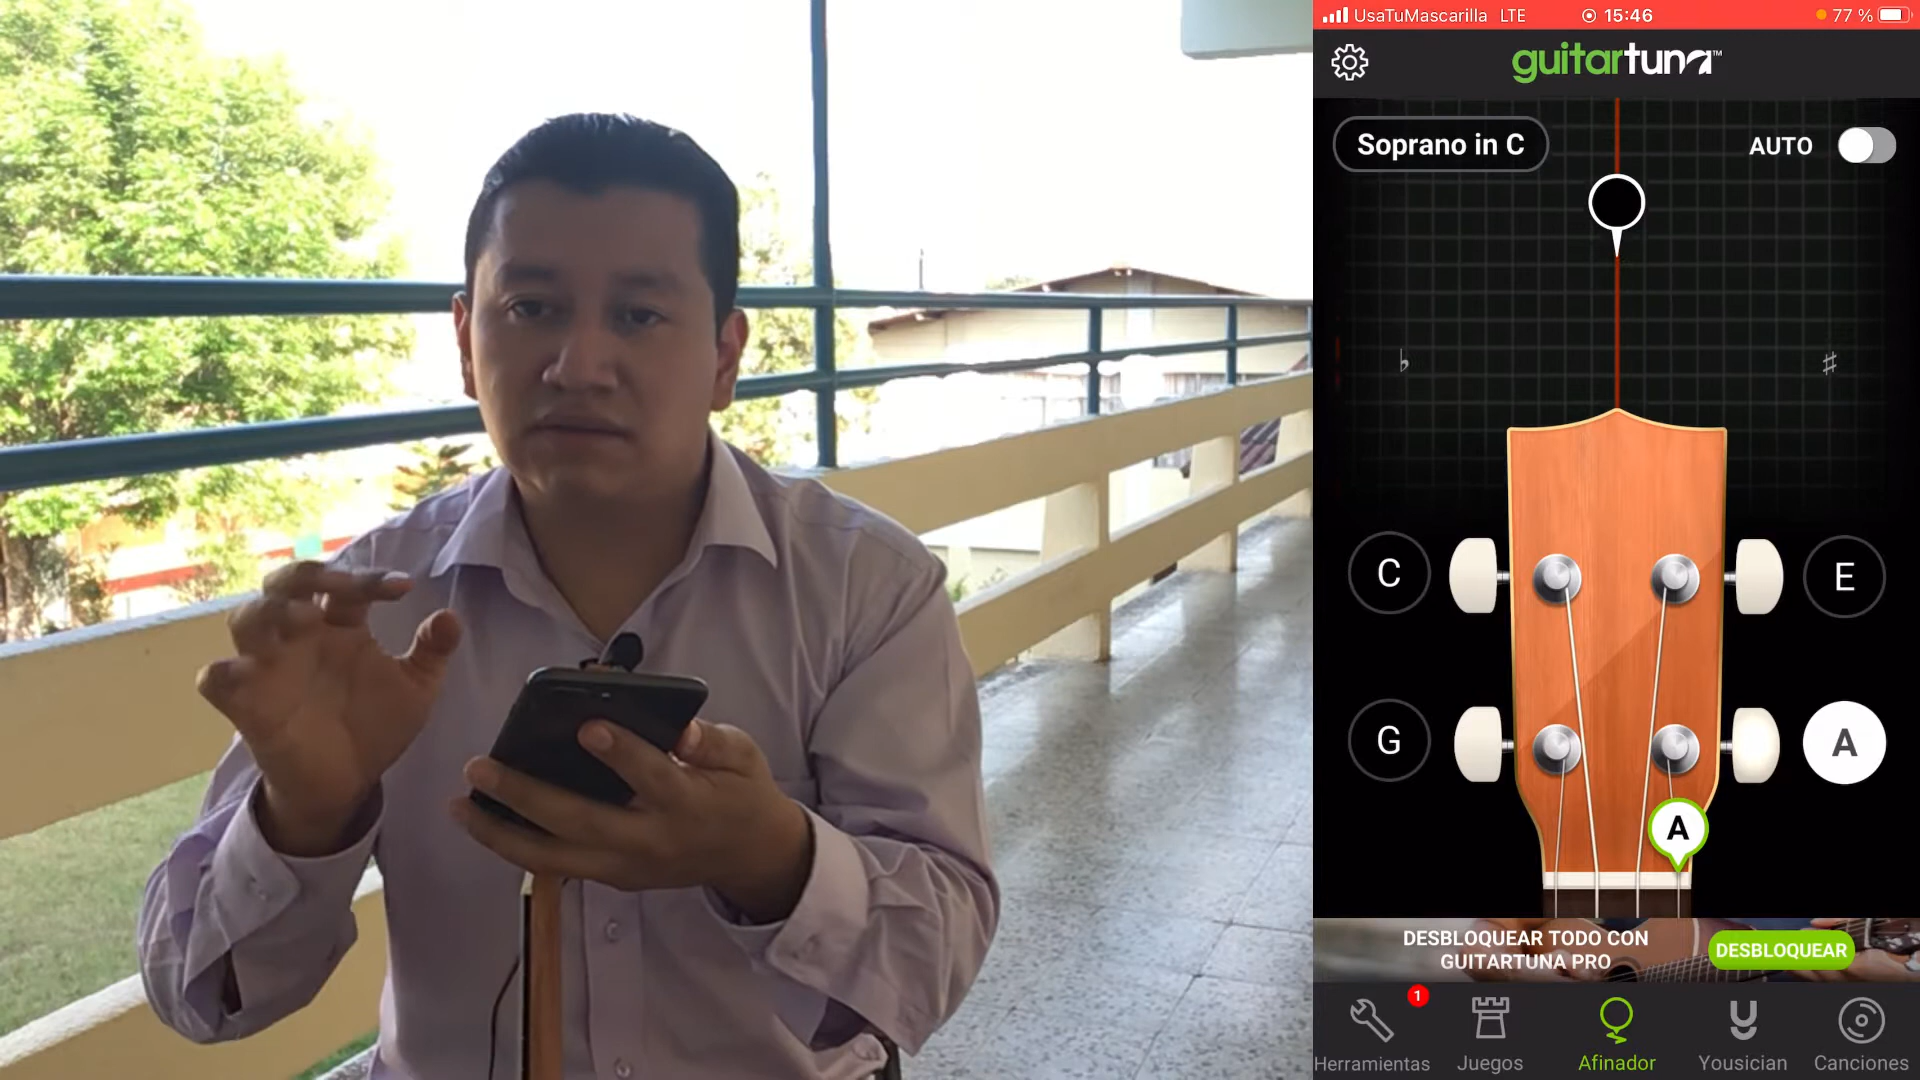 UsaTuMascarilla LTE 15:46 77 %
guitartuna™
Soprano in C AUTO
♭ ♯
C E
G A
A
DESBLOQUEAR TODO CON
GUITARTUNA PRO
DESBLOQUEAR
1
Herramientas Juegos Afinador Yousician Canciones